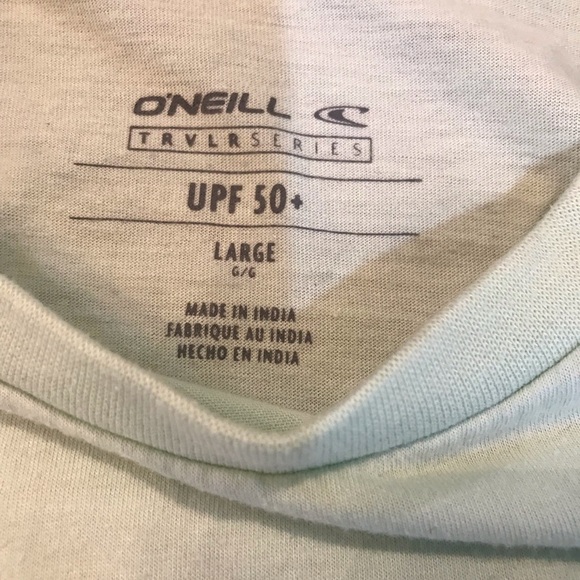 O'NEILL
TRVLRSERIES
UPF 50+
LARGE
G/G
MADE IN INDIA
FABRIQUE AU INDIA
HECHO EN INDIA